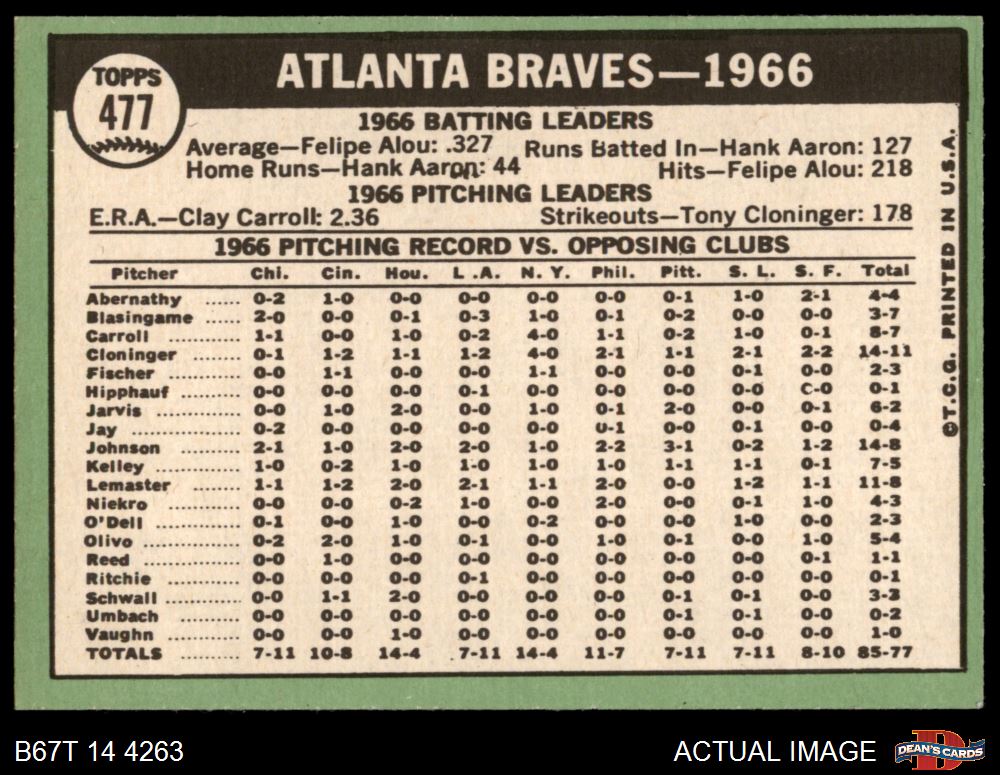 TOPPS
477
ATLANTA BRAVES—1966
1966 BATTING LEADERS
Average—Felipe Alou: .327 Runs Batted In—Hank Aaron: 127
Home Runs—Hank Aaron: 44 Hits—Felipe Alou: 218
1966 PITCHING LEADERS
E.R.A.—Clay Carroll: 2.36 Strikeouts—Tony Cloninger: 178
1966 PITCHING RECORD VS. OPPOSING CLUBS
Pitcher Chi. Cin. Hou. L.A. N.Y. Phil. Pitt. S.L. S.F. Total
Abernathy ...... 0-2 1-0 0-0 0-0 0-0 0-0 0-1 1-0 2-1 4-4
Blasingame ...... 2-0 0-0 0-1 0-3 1-0 0-1 0-2 0-0 0-0 3-7
Carroll ............ 1-1 0-0 1-0 0-2 4-0 1-1 0-2 1-0 0-1 8-7
Cloninger ........ 0-1 1-2 1-1 1-2 4-0 2-1 1-1 2-1 2-2 14-11
Fischer ............ 0-0 1-1 0-0 0-0 1-1 0-0 0-0 0-1 0-0 2-3
Hipphauf ......... 0-0 0-0 0-0 0-1 0-0 0-0 0-0 0-0 0-0 0-1
Jarvis .............. 0-0 1-0 2-0 0-0 1-0 0-1 2-0 0-0 0-1 6-2
Jay .................. 0-2 0-0 0-0 0-0 0-0 0-1 0-0 0-1 0-0 0-4
Johnson .......... 2-1 1-0 2-0 2-0 1-0 2-2 3-1 0-2 1-2 14-8
Kelley .............. 1-0 0-2 1-0 1-0 1-0 1-0 1-1 1-1 0-1 7-5
Lemaster ......... 1-1 1-2 2-0 2-1 1-1 2-0 0-0 1-2 1-1 11-8
Niekro ............. 0-0 0-0 0-2 1-0 0-0 2-0 0-0 0-1 1-0 4-3
O'Dell .............. 0-1 0-0 1-0 0-0 0-2 0-0 0-0 1-0 0-0 2-3
Olivo ................ 0-2 2-0 1-0 0-1 0-0 1-0 0-1 0-0 1-0 5-4
Reed ................ 0-0 1-0 0-0 0-0 0-0 0-0 0-0 0-0 0-1 1-1
Ritchie ............. 0-0 0-0 0-0 0-1 0-0 0-0 0-0 0-0 0-0 0-1
Schwall ............ 0-0 1-1 2-0 0-0 0-0 0-1 0-1 0-0 0-0 3-3
Umbach ........... 0-0 0-0 0-0 0-0 0-0 0-0 0-1 0-1 0-0 0-2
Vaughn ............ 0-0 0-0 1-0 0-0 0-0 0-0 0-0 0-0 0-0 1-0
TOTALS .......... 7-11 10-8 14-4 7-11 14-4 11-7 7-11 7-11 8-10 85-77
©T.C.G. PRINTED IN U.S.A.
B67T 14 4263
ACTUAL IMAGE
DEAN'S CARDS